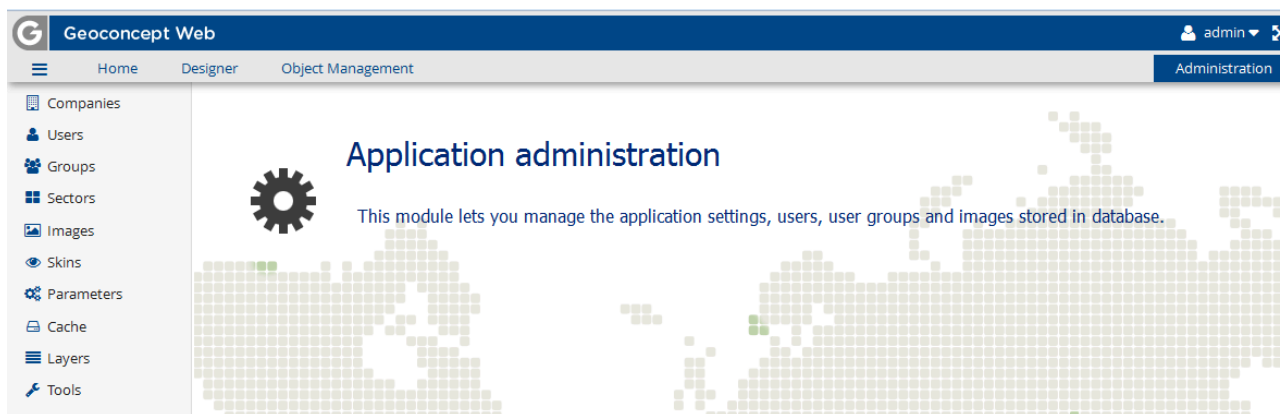 G Geoconcept Web admin
Home Designer Object Management Administration
Companies
Users
Groups
Sectors
Images
Skins
Parameters
Cache
Layers
Tools
Application administration
This module lets you manage the application settings, users, user groups and images stored in database.